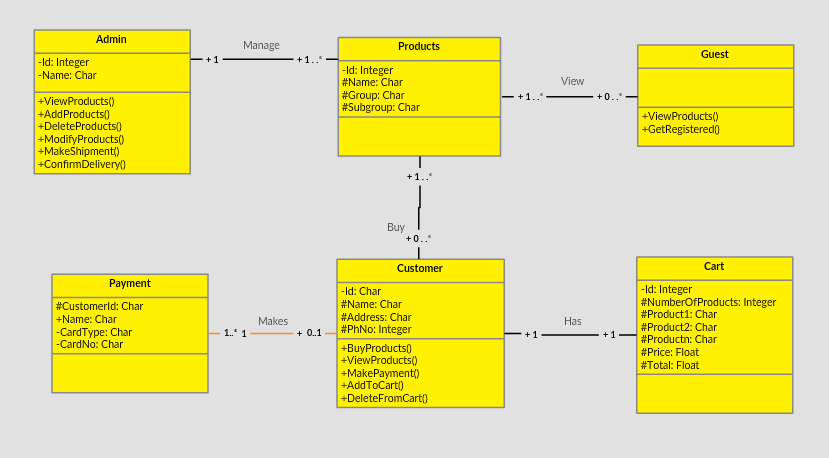 Admin
-Id: Integer
-Name: Char
+ViewProducts()
+AddProducts()
+DeleteProducts()
+ModifyProducts()
+MakeShipment()
+ConfirmDelivery()
Manage
+ 1
+ 1 . .*
Products
-Id: Integer
#Name: Char
#Group: Char
#Subgroup: Char
View
+ 1 . .*
+ 0 . .*
Guest
+ViewProducts()
+GetRegistered()
+ 1 . .*
Buy
+ 0 . .*
Payment
#CustomerId: Char
+Name: Char
-CardType: Char
-CardNo: Char
Makes
1..* 1
+ 0..1
Customer
-Id: Char
#Name: Char
#Address: Char
#PhNo: Integer
+BuyProducts()
+ViewProducts()
+MakePayment()
+AddToCart()
+DeleteFromCart()
Has
+ 1
+ 1
Cart
-Id: Integer
#NumberOfProducts: Integer
#Product1: Char
#Product2: Char
#Productn: Char
#Price: Float
#Total: Float